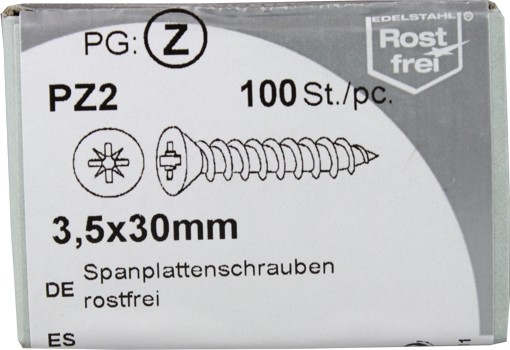 PG: Z
EDELSTAHL®
Rost
frei
PZ2
100 St./pc.
3,5x30mm
DE Spanplattenschrauben
rostfrei
ES